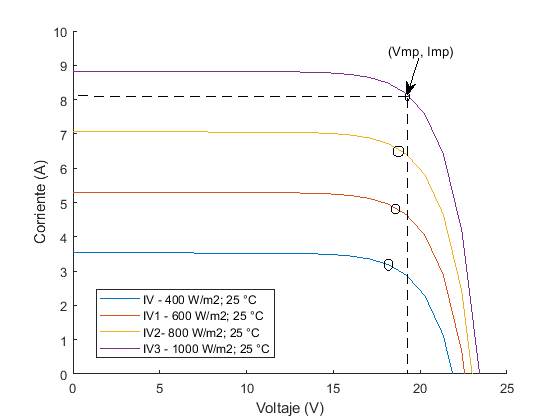 10
9
8
7
6
5
4
3
2
1
0
0
5
10
15
20
25
Corriente (A)
Voltaje (V)
(Vmp, Imp)
IV - 400 W/m2; 25 °C
IV1 - 600 W/m2; 25 °C
IV2- 800 W/m2; 25 °C
IV3 - 1000 W/m2; 25 °C